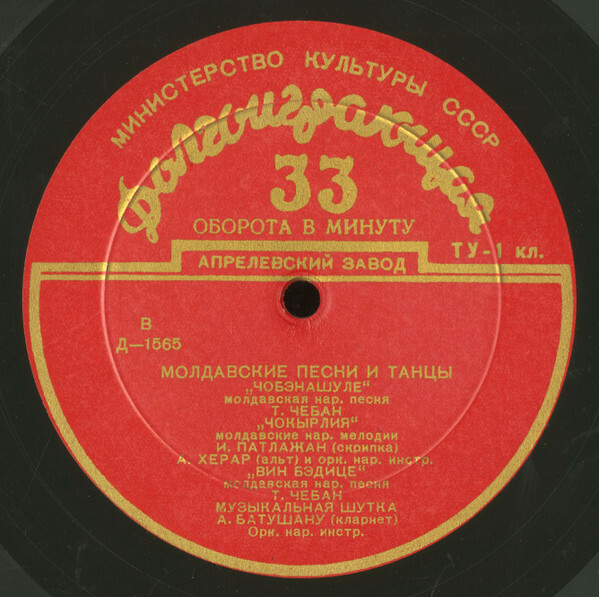 МИНИСТЕРСТВО КУЛЬТУРЫ СССР
Долгоиграющая
33
ОБОРОТА В МИНУТУ
ТУ-1 кл.
АПРЕЛЕВСКИЙ ЗАВОД
В
Д—1565
МОЛДАВСКИЕ ПЕСНИ И ТАНЦЫ
„ЧОБЭНАШУЛЕ“
молдавская нар. песня
Т. ЧЕБАН
„ЧОКЫРЛИЯ“
молдавские нар. мелодии
И. ПАТЛАЖАН (скрипка)
А. ХЕРАР (альт) и орк. нар. инстр.
„ВИН БЭДИЦЕ“
молдавская нар. песня
Т. ЧЕБАН
МУЗЫКАЛЬНАЯ ШУТКА
А. БАТУШАНУ (кларнет)
Орк. нар. инстр.